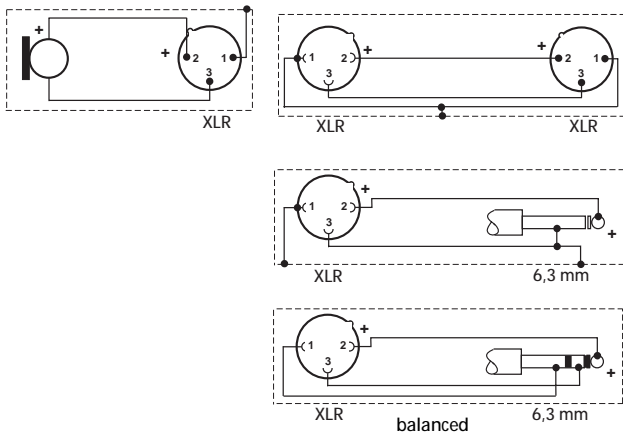 + + 2 1 3
XLR
1 2 + 3 + 2 1 3
XLR XLR
1 2 + 3 +
XLR 6,3 mm
1 2 + 3 +
XLR 6,3 mm
balanced